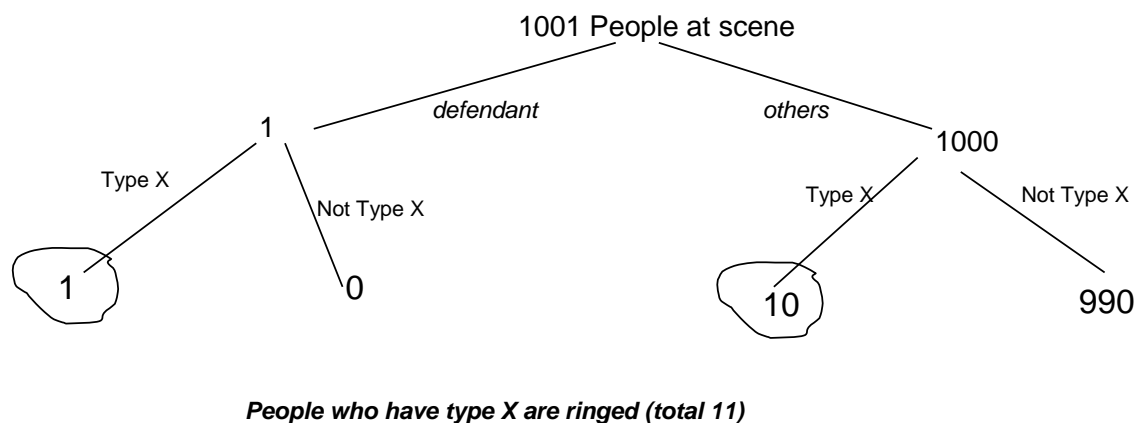 1001 People at scene
defendant others
1 1000
Type X Not Type X Type X Not Type X
1 0 10 990
People who have type X are ringed (total 11)